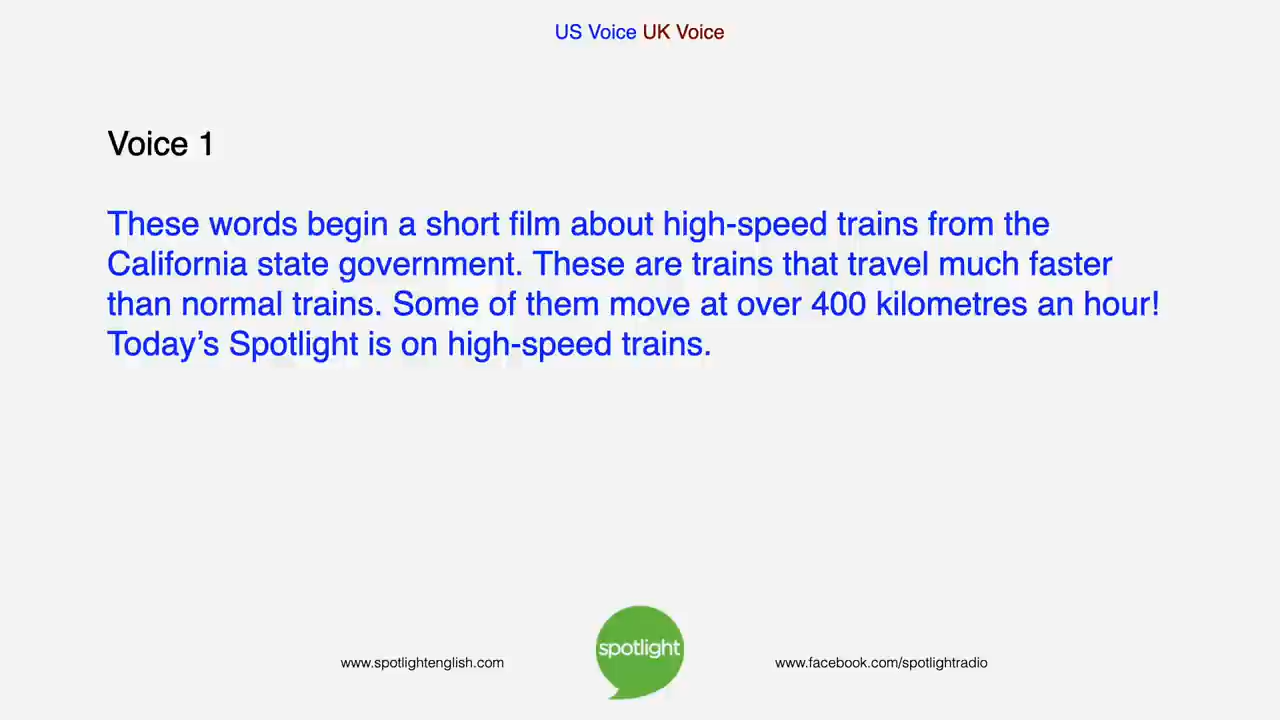 US Voice UK Voice
Voice 1
These words begin a short film about high-speed trains from the
California state government. These are trains that travel much faster
than normal trains. Some of them move at over 400 kilometres an hour!
Today’s Spotlight is on high-speed trains.
spotlight
www.spotlightenglish.com
www.facebook.com/spotlightradio